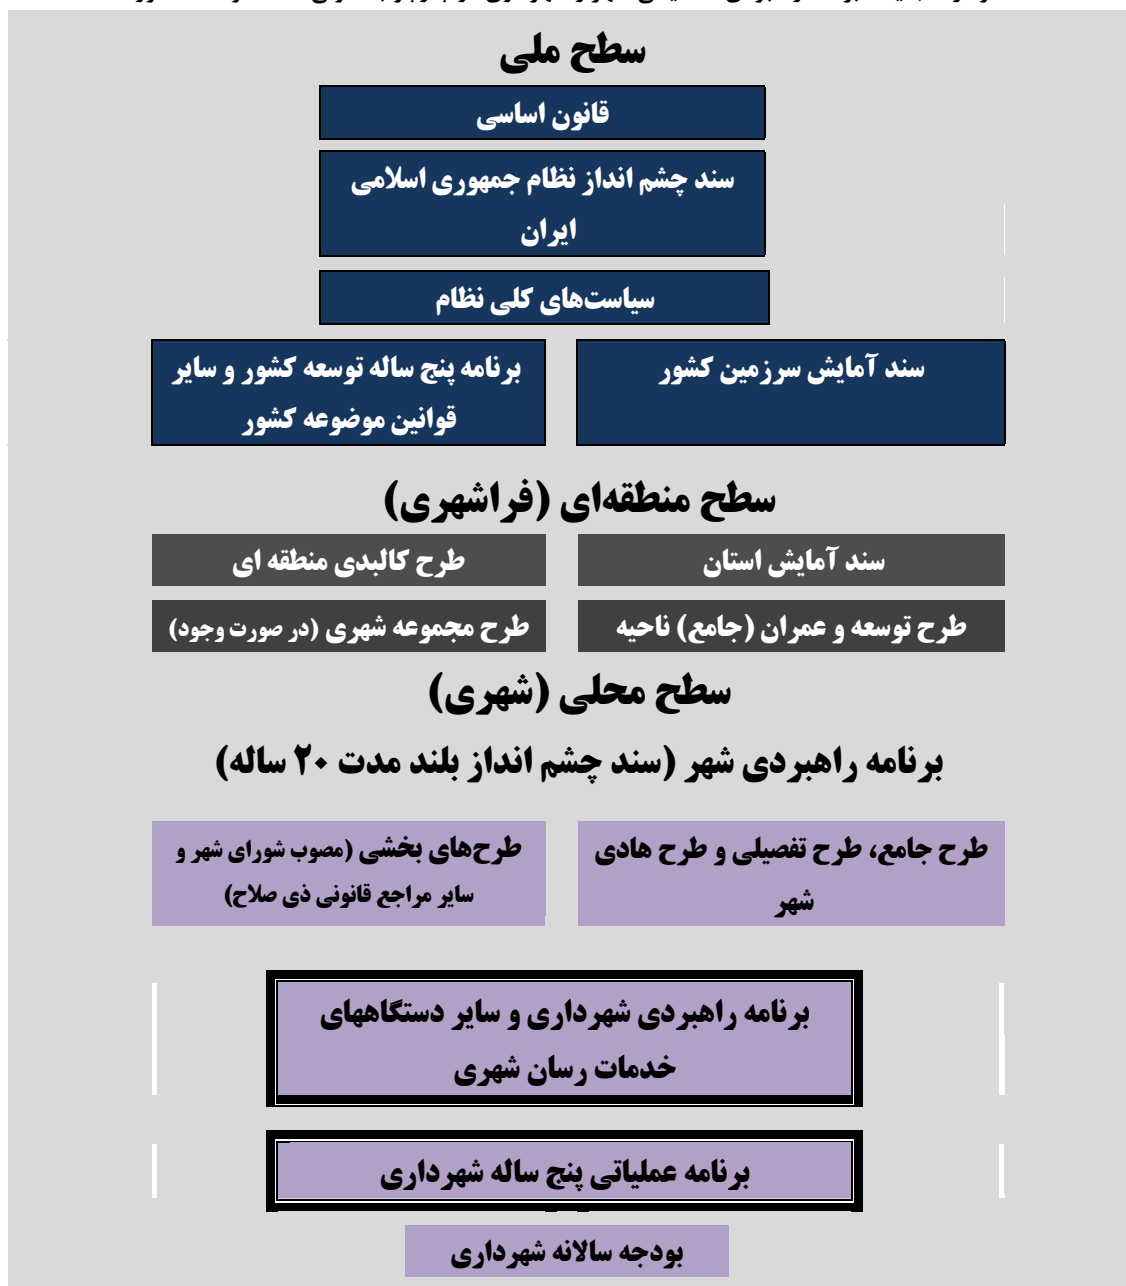 سطح ملی
قانون اساسی
سند چشم انداز نظام جمهوری اسلامی
ایران
سیاست‌های کلی نظام
سند آمایش سرزمین کشور
برنامه پنج ساله توسعه کشور و سایر
قوانین موضوعه کشور
سطح منطقه‌ای (فراشهری)
سند آمایش استان
طرح کالبدی منطقه ای
طرح توسعه و عمران (جامع) ناحیه
طرح مجموعه شهری (در صورت وجود)
سطح محلی (شهری)
برنامه راهبردی شهر (سند چشم انداز بلند مدت ۲۰ ساله)
طرح جامع، طرح تفصیلی و طرح هادی
شهر
طرح‌های بخشی (مصوب شورای شهر و
سایر مراجع قانونی ذی صلاح)
برنامه راهبردی شهرداری و سایر دستگاههای
خدمات رسان شهری
برنامه عملیاتی پنج ساله شهرداری
بودجه سالانه شهرداری